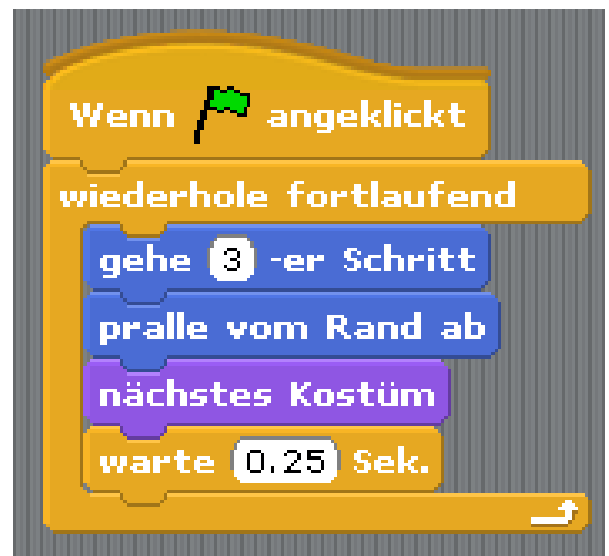 Wenn angeklickt
wiederhole fortlaufend
gehe 3 -er Schritt
pralle vom Rand ab
nächstes Kostüm
warte 0.25 Sek.